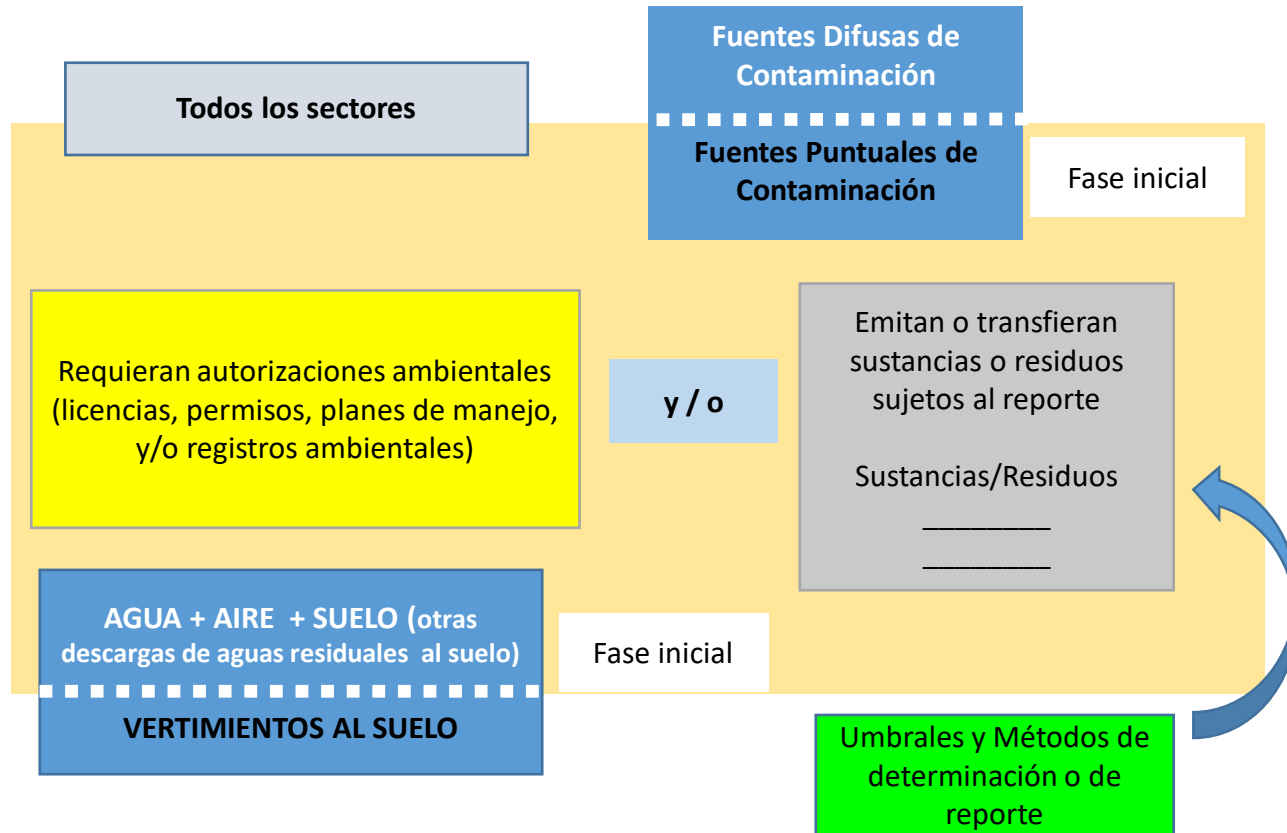 Fuentes Difusas de
Contaminación
Todos los sectores
Fuentes Puntuales de
Contaminación
Fase inicial
Requieran autorizaciones ambientales
(licencias, permisos, planes de manejo,
y/o registros ambientales)
y / o
Emitan o transfieran
sustancias o residuos
sujetos al reporte
Sustancias/Residuos
________
________
AGUA + AIRE + SUELO (otras
descargas de aguas residuales al suelo)
Fase inicial
VERTIMIENTOS AL SUELO
Umbrales y Métodos de
determinación o de
reporte